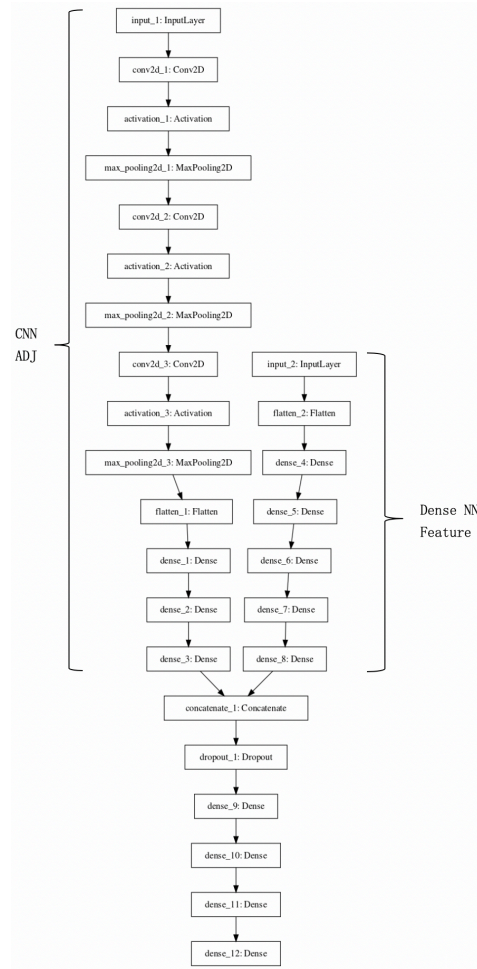 input_1: InputLayer
conv2d_1: Conv2D
activation_1: Activation
max_pooling2d_1: MaxPooling2D
conv2d_2: Conv2D
activation_2: Activation
max_pooling2d_2: MaxPooling2D
conv2d_3: Conv2D
activation_3: Activation
max_pooling2d_3: MaxPooling2D
flatten_1: Flatten
dense_1: Dense
dense_2: Dense
dense_3: Dense
CNN
ADJ
input_2: InputLayer
flatten_2: Flatten
dense_4: Dense
dense_5: Dense
dense_6: Dense
dense_7: Dense
dense_8: Dense
Dense NN
Feature
concatenate_1: Concatenate
dropout_1: Dropout
dense_9: Dense
dense_10: Dense
dense_11: Dense
dense_12: Dense